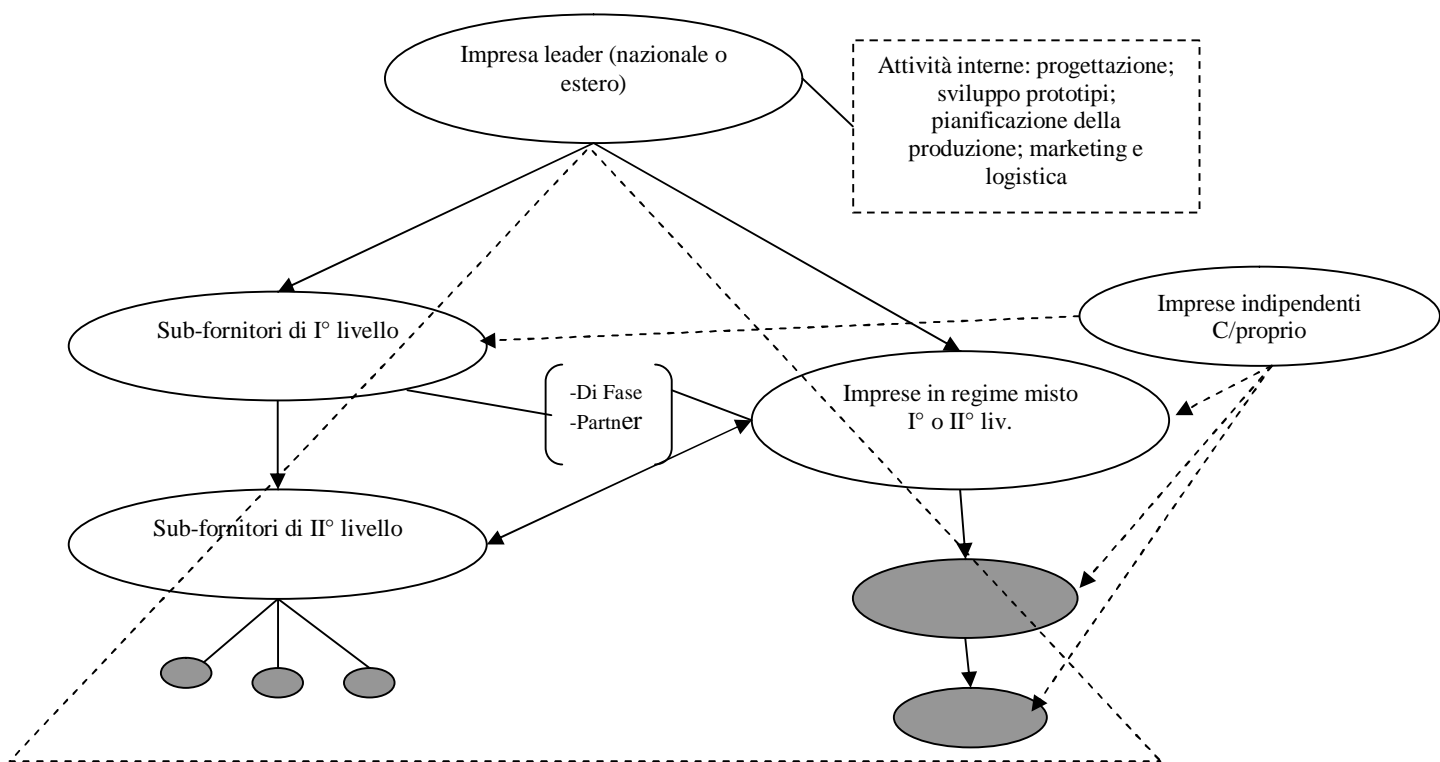 Impresa leader (nazionale o
estero)
Attività interne: progettazione;
sviluppo prototipi;
pianificazione della
produzione; marketing e
logistica
Imprese indipendenti
C/proprio
Sub-fornitori di I° livello
-Di Fase
-Partner
Imprese in regime misto
I° o II° liv.
Sub-fornitori di II° livello